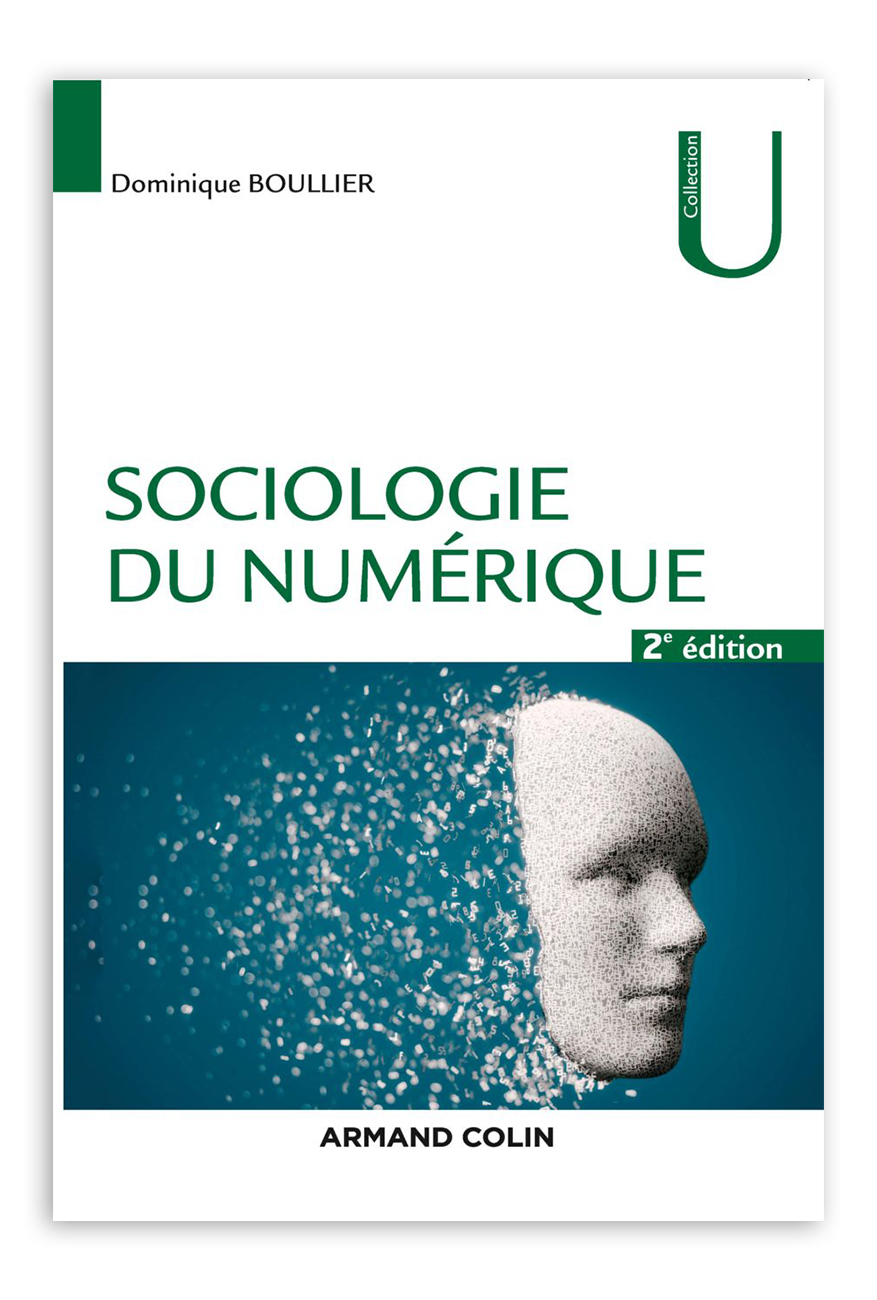 Dominique BOULLIER
Collection
U
SOCIOLOGIE
DU NUMÉRIQUE
2e édition
ARMAND COLIN